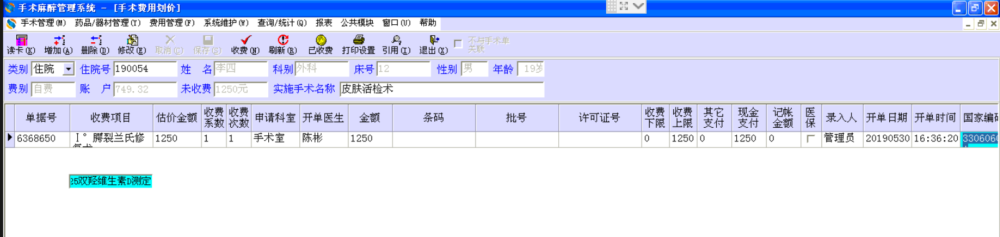 手术麻醉管理系统 - [手术费用划价]
手术管理(M) 药品/器材管理(Y) 费用管理(F) 系统维护(W) 查询/统计(Q) 报表 公共模块 窗口(U) 帮助
读卡(K) 增加(A) 删除(D) 修改(E) 取消(C) 保存(S) 收费(N) 刷新(R) 已收费 打印设置 引用(I) 退出(X) 不与手术单
关联
类别 住院 住院号 190054 姓 名 李四 科别 外科 床号 12 性别 男 年龄 19岁
费别 自费 账 户 749.32 未收费 1250元 实施手术名称 皮肤活检术
单据号 收费项目 估价金额 收费系数 收费次数 申请科室 开单医生 金额 条码 批号 许可证号 收费下限 收费上限 其它支付 现金支付 记帐金额 医保 录入人 开单日期 开单时间 国家编码
6368650 I°腭裂兰氏修 1250 1 1 手术室 陈彬 1250 0 1250 0 1250 0 管理员 20190530 16:36:20 3306060
25双羟维生素D测定